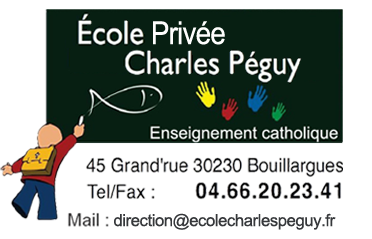 École Privée
Charles Péguy
Enseignement catholique
45 Grand'rue 30230 Bouillargues
Tel/Fax : 04.66.20.23.41
Mail : direction@ecolecharlespeguy.fr